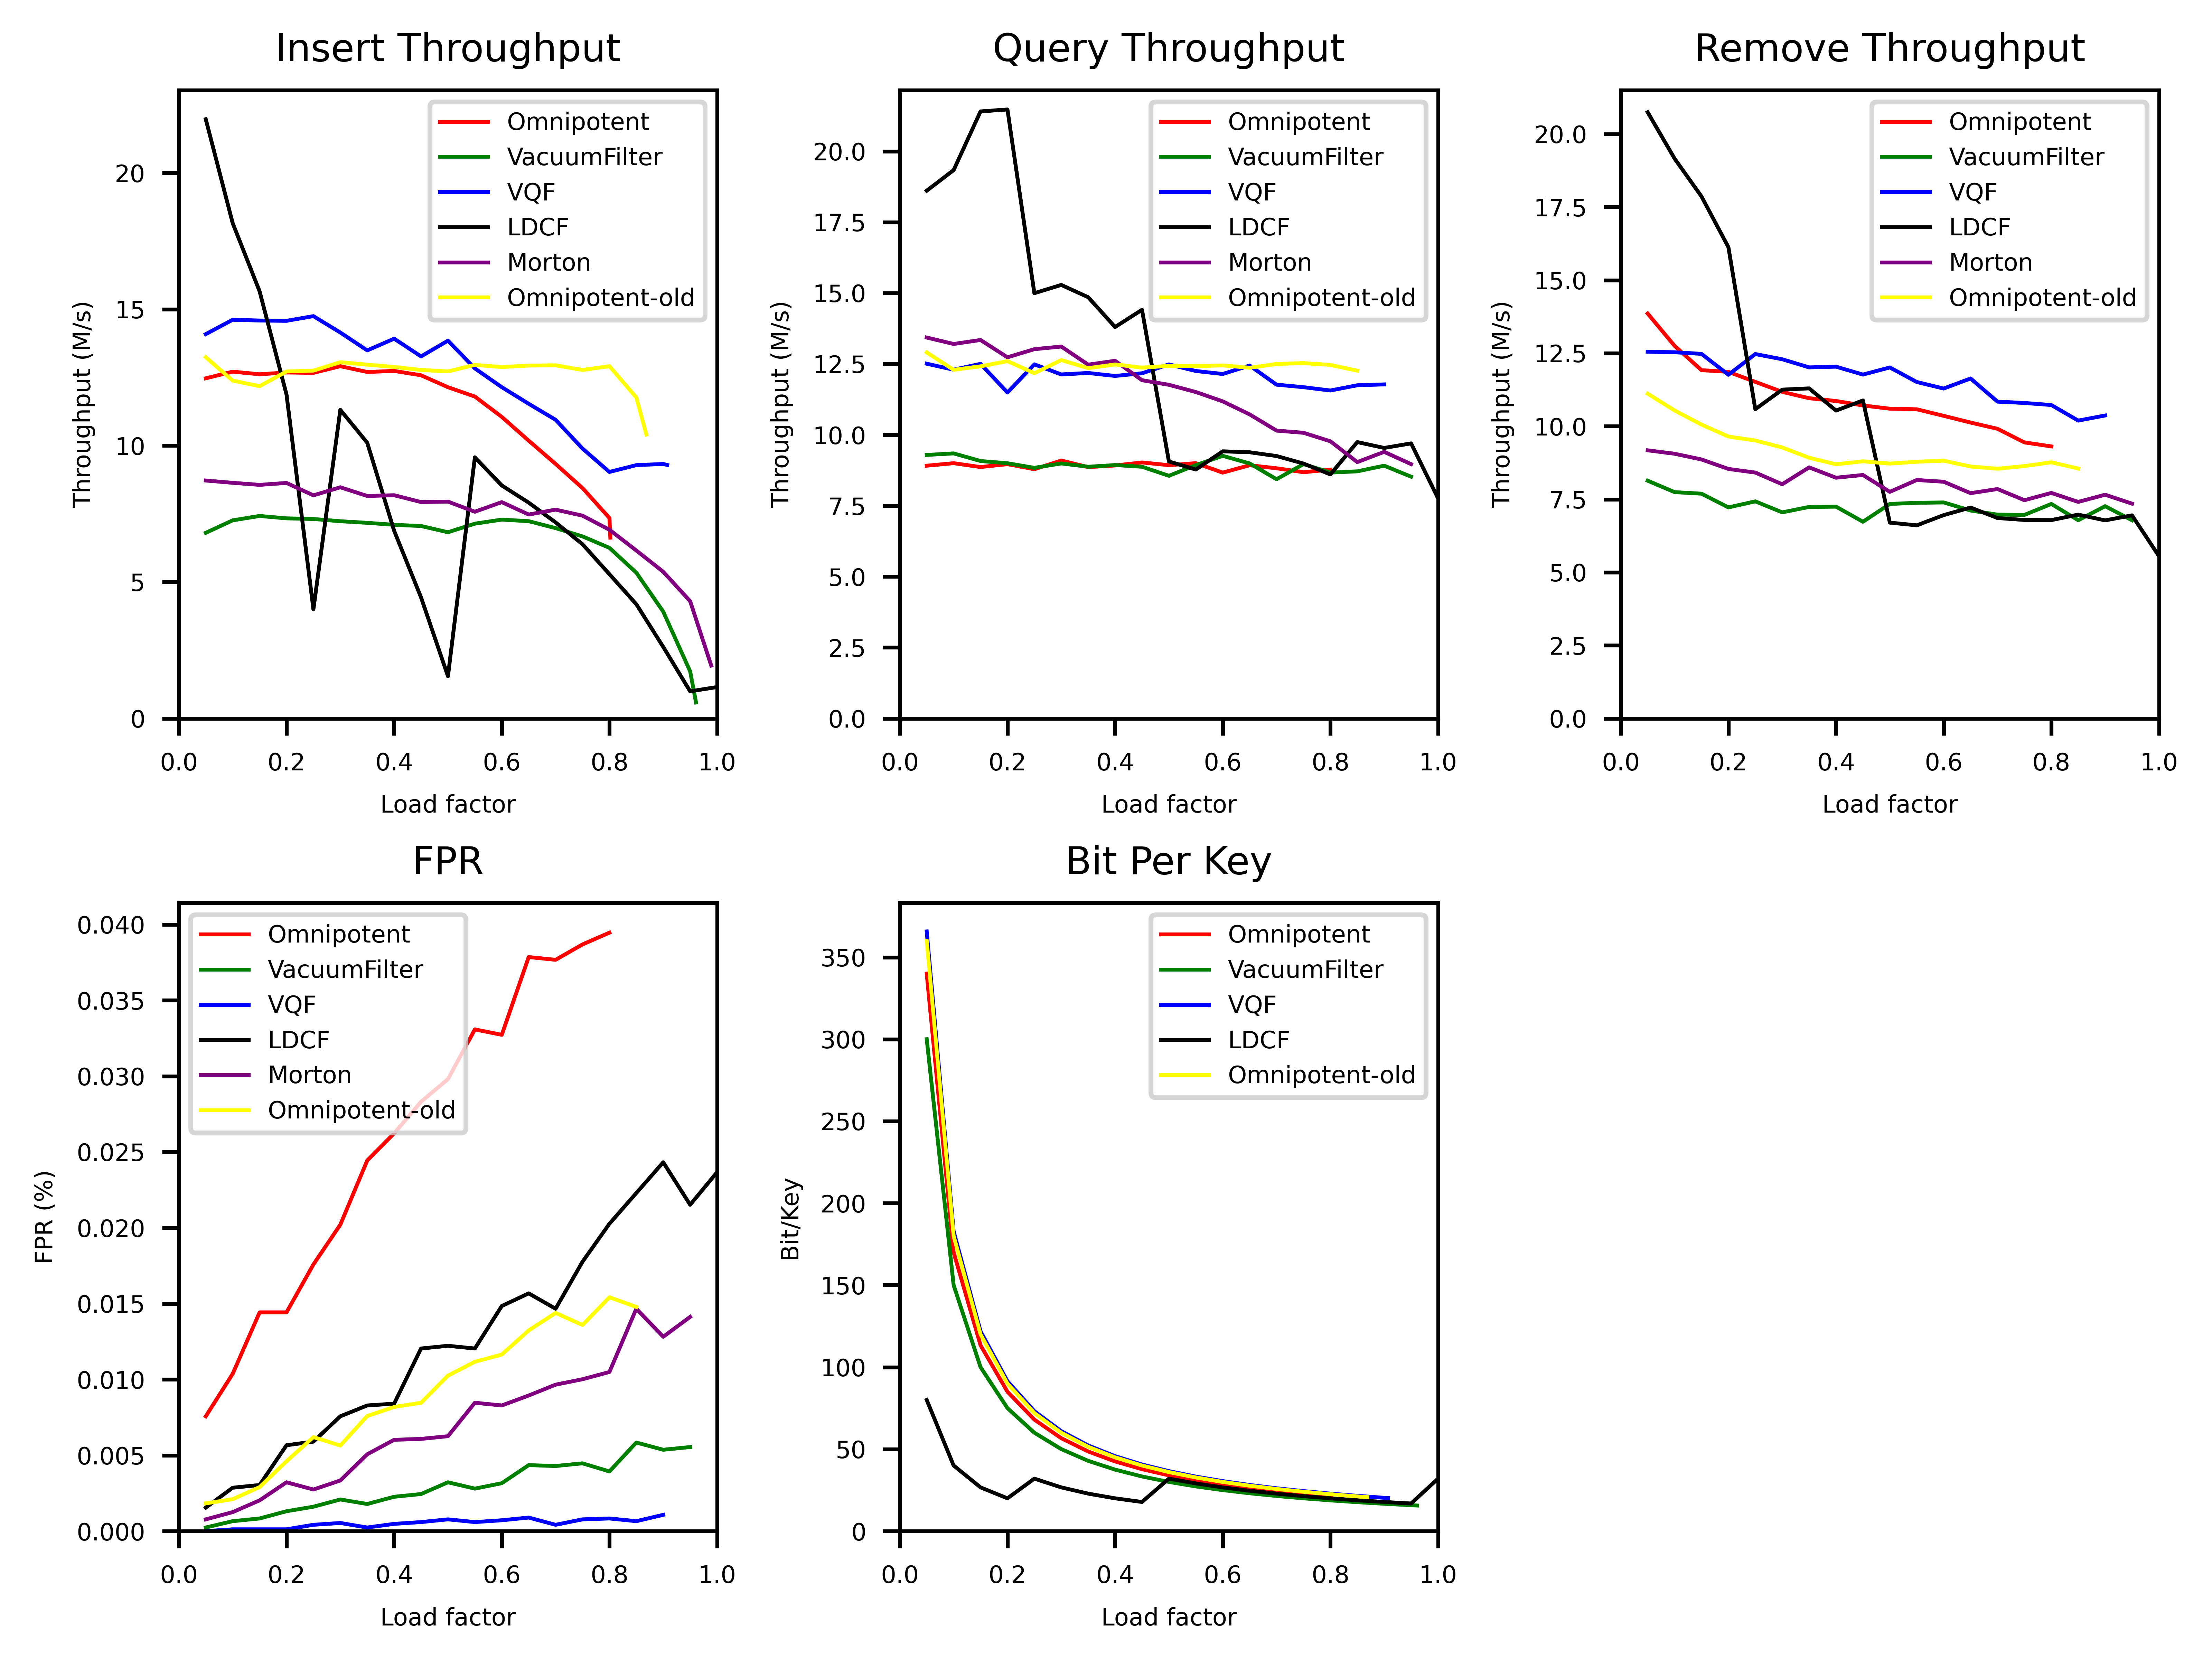 Insert Throughput
Throughput (M/s)
20
15
10
5
0
0.0 0.2 0.4 0.6 0.8 1.0
Load factor
Omnipotent
VacuumFilter
VQF
LDCF
Morton
Omnipotent-old
Query Throughput
Throughput (M/s)
20.0
17.5
15.0
12.5
10.0
7.5
5.0
2.5
0.0
0.0 0.2 0.4 0.6 0.8 1.0
Load factor
Omnipotent
VacuumFilter
VQF
LDCF
Morton
Omnipotent-old
Remove Throughput
Throughput (M/s)
20.0
17.5
15.0
12.5
10.0
7.5
5.0
2.5
0.0
0.0 0.2 0.4 0.6 0.8 1.0
Load factor
Omnipotent
VacuumFilter
VQF
LDCF
Morton
Omnipotent-old
FPR
FPR (%)
0.040
0.035
0.030
0.025
0.020
0.015
0.010
0.005
0.000
0.0 0.2 0.4 0.6 0.8 1.0
Load factor
Omnipotent
VacuumFilter
VQF
LDCF
Morton
Omnipotent-old
Bit Per Key
Bit/Key
350
300
250
200
150
100
50
0
0.0 0.2 0.4 0.6 0.8 1.0
Load factor
Omnipotent
VacuumFilter
VQF
LDCF
Omnipotent-old